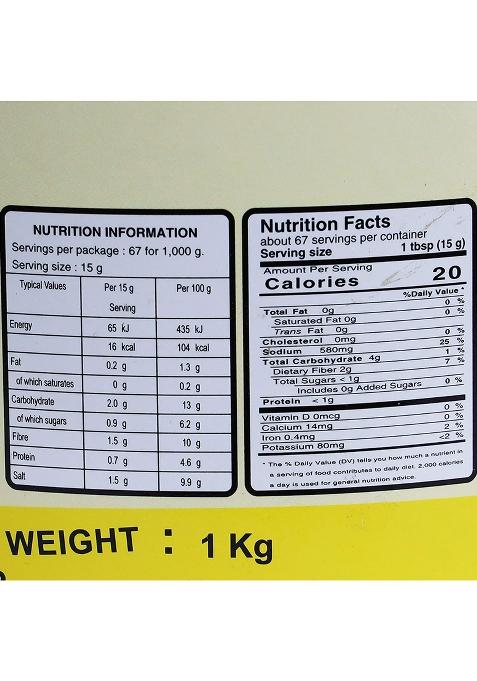 NUTRITION INFORMATION
Servings per package : 67 for 1,000 g.
Serving size : 15 g
Typical Values Per 15 g Serving Per 100 g
Energy 65 kJ 435 kJ
16 kcal 104 kcal
Fat 0.2 g 1.3 g
of which saturates 0 g 0.2 g
Carbohydrate 2.0 g 13 g
of which sugars 0.9 g 6.2 g
Fibre 1.5 g 10 g
Protein 0.7 g 4.6 g
Salt 1.5 g 9.9 g
Nutrition Facts
about 67 servings per container
Serving size 1 tbsp (15 g)
Amount Per Serving
Calories 20
%Daily Value *
Total Fat 0g 0 %
Saturated Fat 0g 0 %
Trans Fat 0g
Cholesterol 0mg 0 %
Sodium 580mg 25 %
Total Carbohydrate 4g 1 %
Dietary Fiber 2g 7 %
Total Sugars < 1g
Includes 0g Added Sugars 0 %
Protein < 1g
Vitamin D 0mcg 0 %
Calcium 14mg 0 %
Iron 0.4mg 2 %
Potassium 80mg <2 %
* The % Daily Value (DV) tells you how much a nutrient in
a serving of food contributes to daily diet. 2,000 calories
a day is used for general nutrition advice.
WEIGHT : 1 Kg